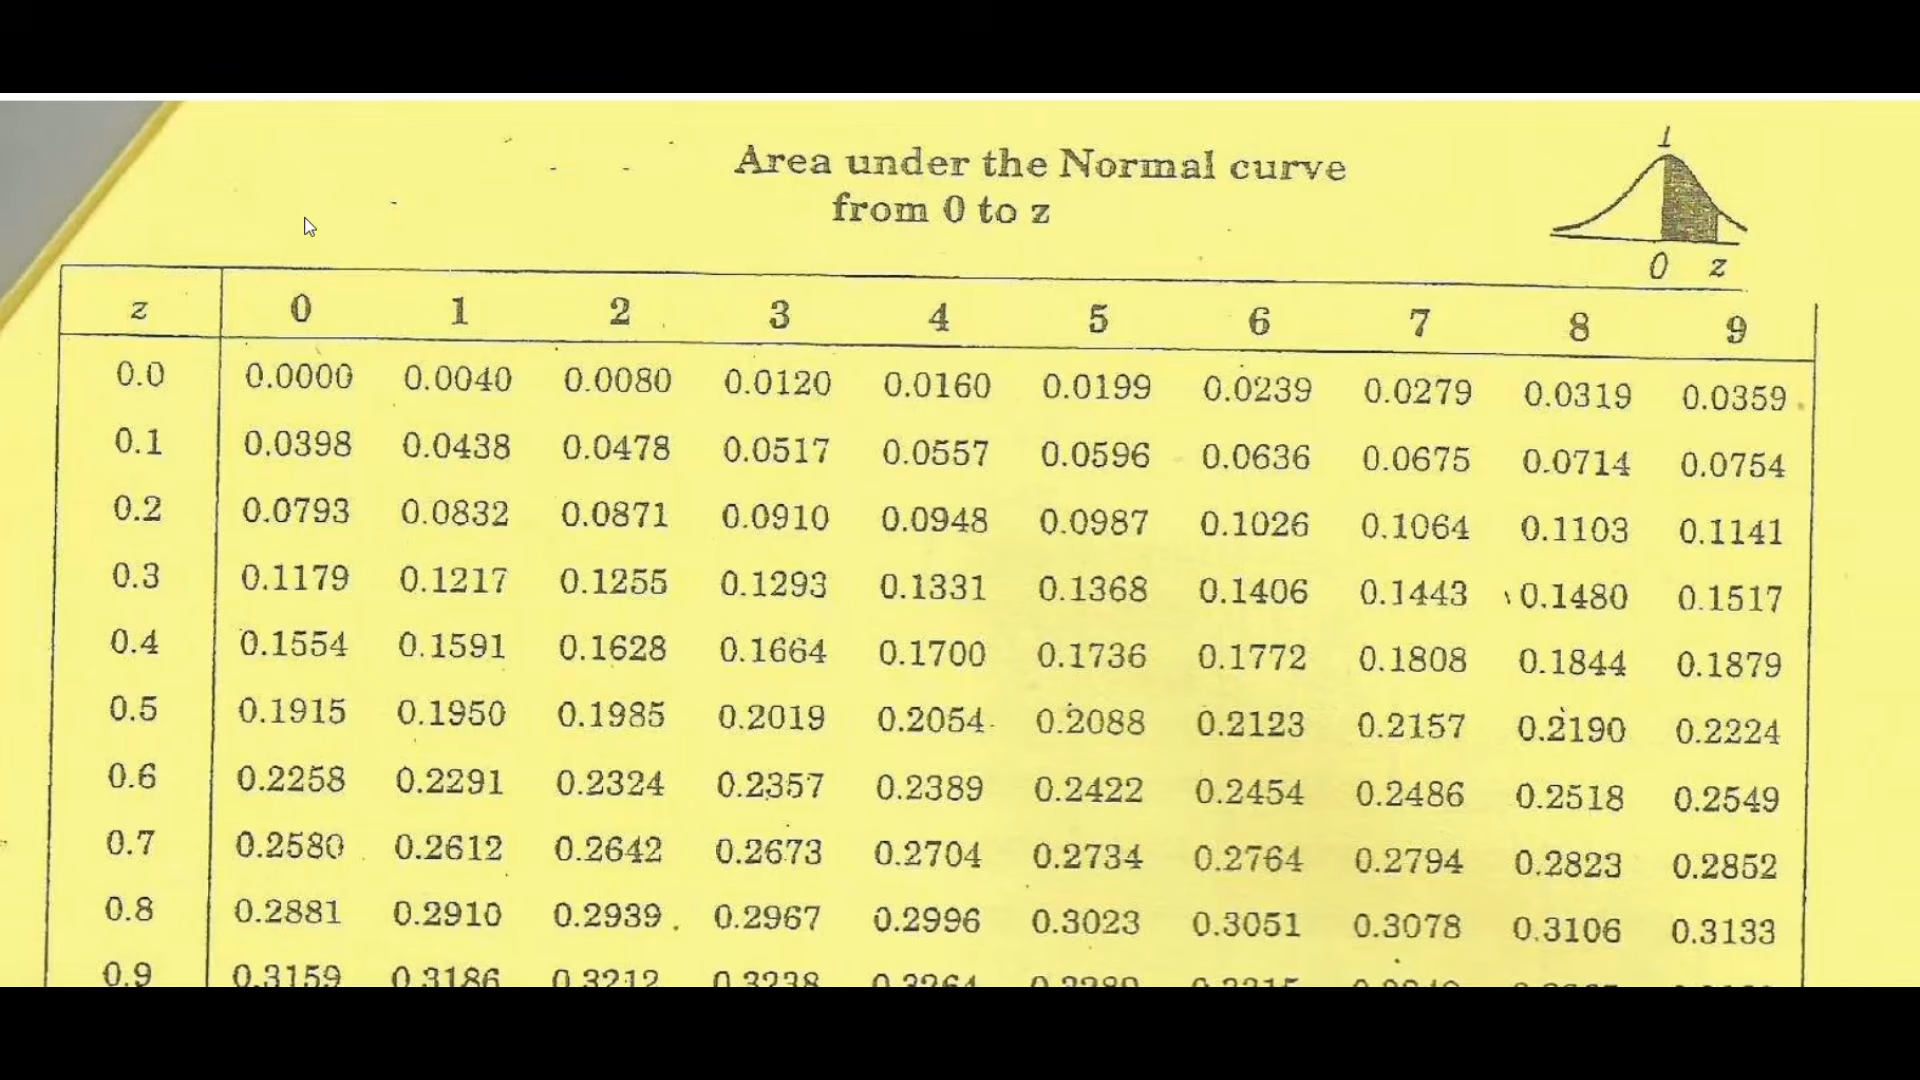 Area under the Normal curve
from 0 to z
1
0 z
z 0 1 2 3 4 5 6 7 8 9
0.0 0.0000 0.0040 0.0080 0.0120 0.0160 0.0199 0.0239 0.0279 0.0319 0.0359
0.1 0.0398 0.0438 0.0478 0.0517 0.0557 0.0596 0.0636 0.0675 0.0714 0.0754
0.2 0.0793 0.0832 0.0871 0.0910 0.0948 0.0987 0.1026 0.1064 0.1103 0.1141
0.3 0.1179 0.1217 0.1255 0.1293 0.1331 0.1368 0.1406 0.1443 0.1480 0.1517
0.4 0.1554 0.1591 0.1628 0.1664 0.1700 0.1736 0.1772 0.1808 0.1844 0.1879
0.5 0.1915 0.1950 0.1985 0.2019 0.2054 0.2088 0.2123 0.2157 0.2190 0.2224
0.6 0.2258 0.2291 0.2324 0.2357 0.2389 0.2422 0.2454 0.2486 0.2518 0.2549
0.7 0.2580 0.2612 0.2642 0.2673 0.2704 0.2734 0.2764 0.2794 0.2823 0.2852
0.8 0.2881 0.2910 0.2939 0.2967 0.2996 0.3023 0.3051 0.3078 0.3106 0.3133
0.9 0.3159 0.3186 0.3212 0.3238